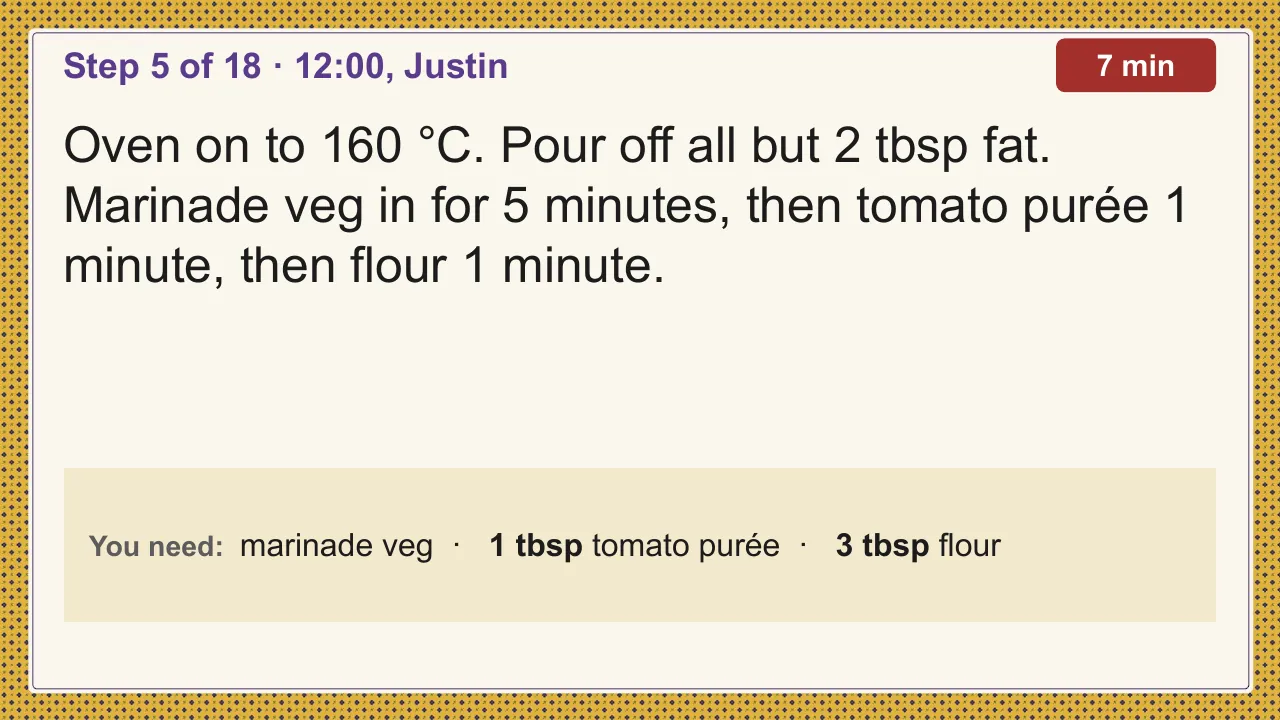 Step 5 of 18 · 12:00, Justin
7 min
Oven on to 160 °C. Pour off all but 2 tbsp fat.
Marinade veg in for 5 minutes, then tomato purée 1
minute, then flour 1 minute.
You need: marinade veg · 1 tbsp tomato purée · 3 tbsp flour